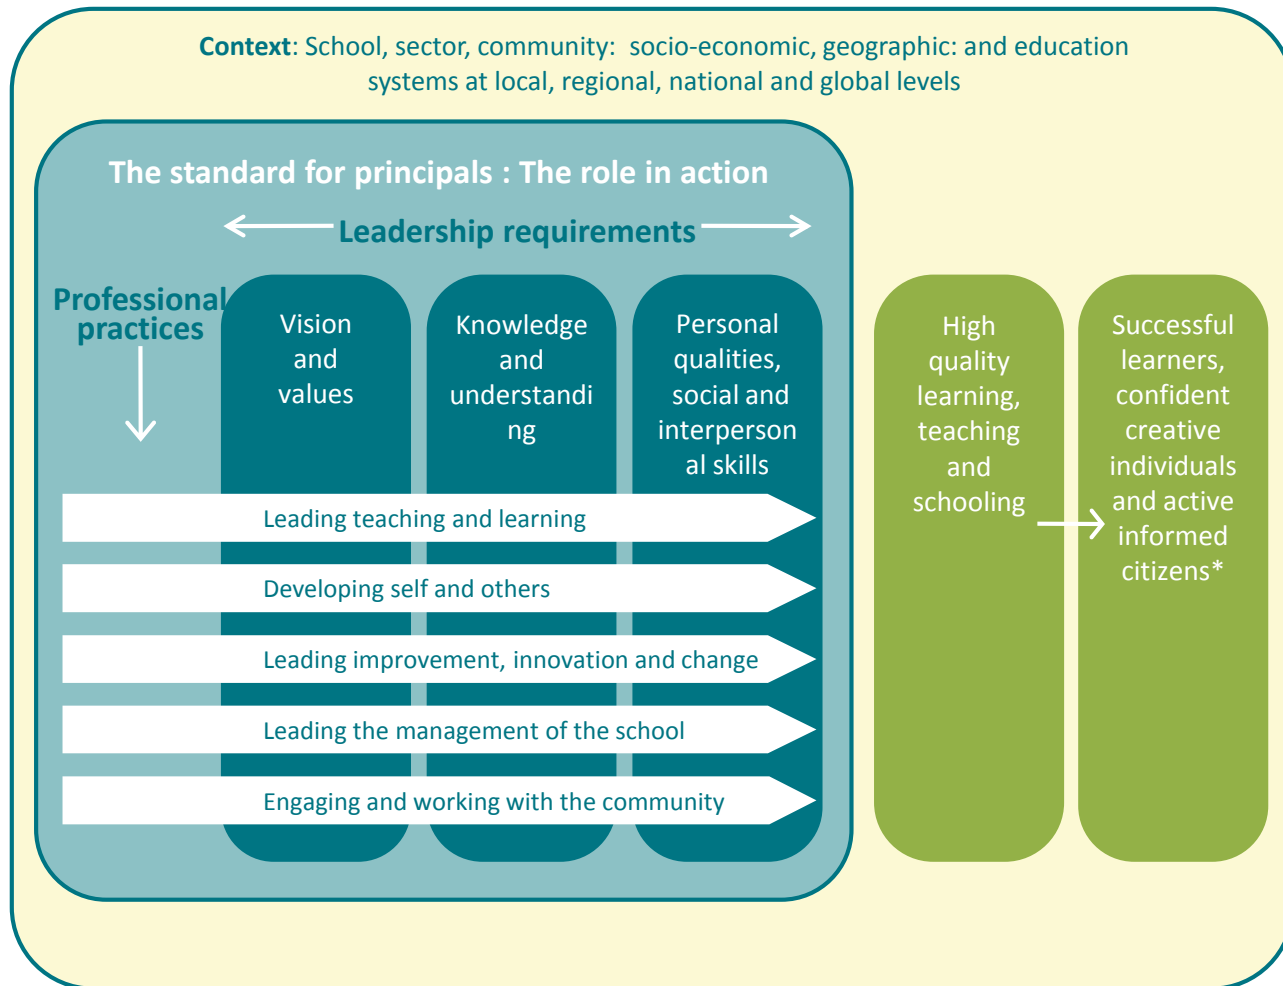 Context: School, sector, community:  socio-economic, geographic: and education
systems at local, regional, national and global levels
The standard for principals : The role in action
Leadership requirements
Professional
practices
Vision
and
values
Knowledge
and
understandi
ng
Personal
qualities,
social and
interperson
al skills
High
quality
learning,
teaching
and
schooling
Successful
learners,
confident
creative
individuals
and active
informed
citizens*
Leading teaching and learning
Developing self and others
Leading improvement, innovation and change
Leading the management of the school
Engaging and working with the community